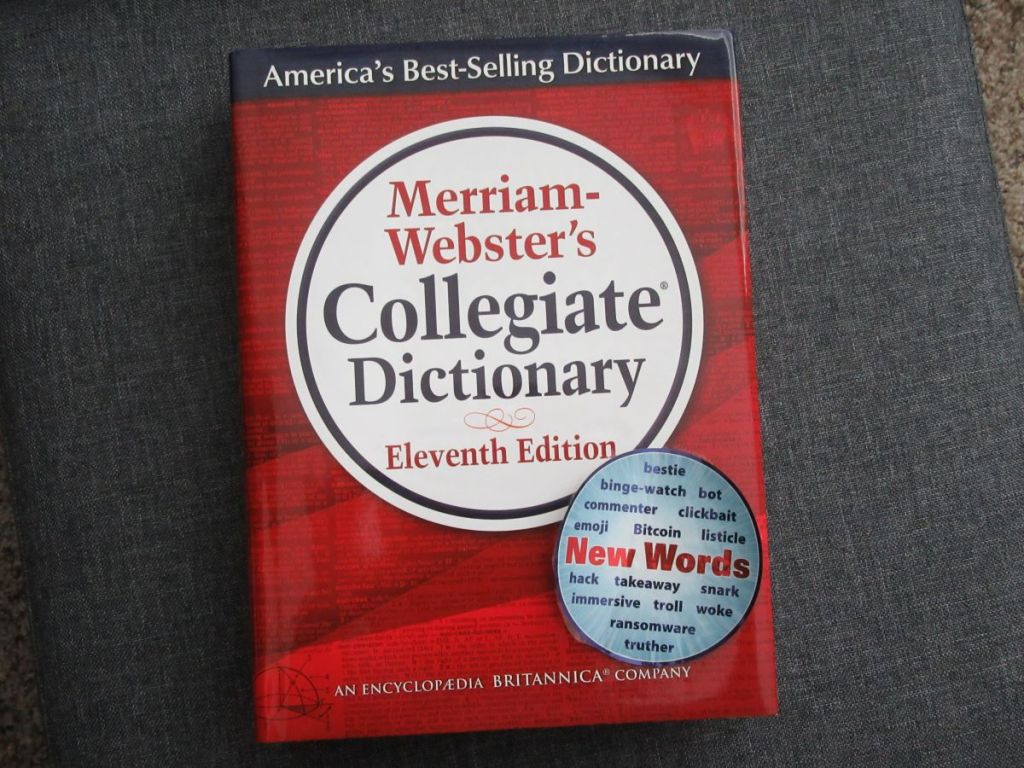 America's Best-Selling Dictionary
Merriam-
Webster's
Collegiate®
Dictionary
Eleventh Edition
bestie
binge-watch bot
commenter clickbait
emoji Bitcoin listicle
New Words
hack takeaway snark
immersive troll woke
ransomware
truther
AN ENCYCLOPÆDIA BRITANNICA® COMPANY